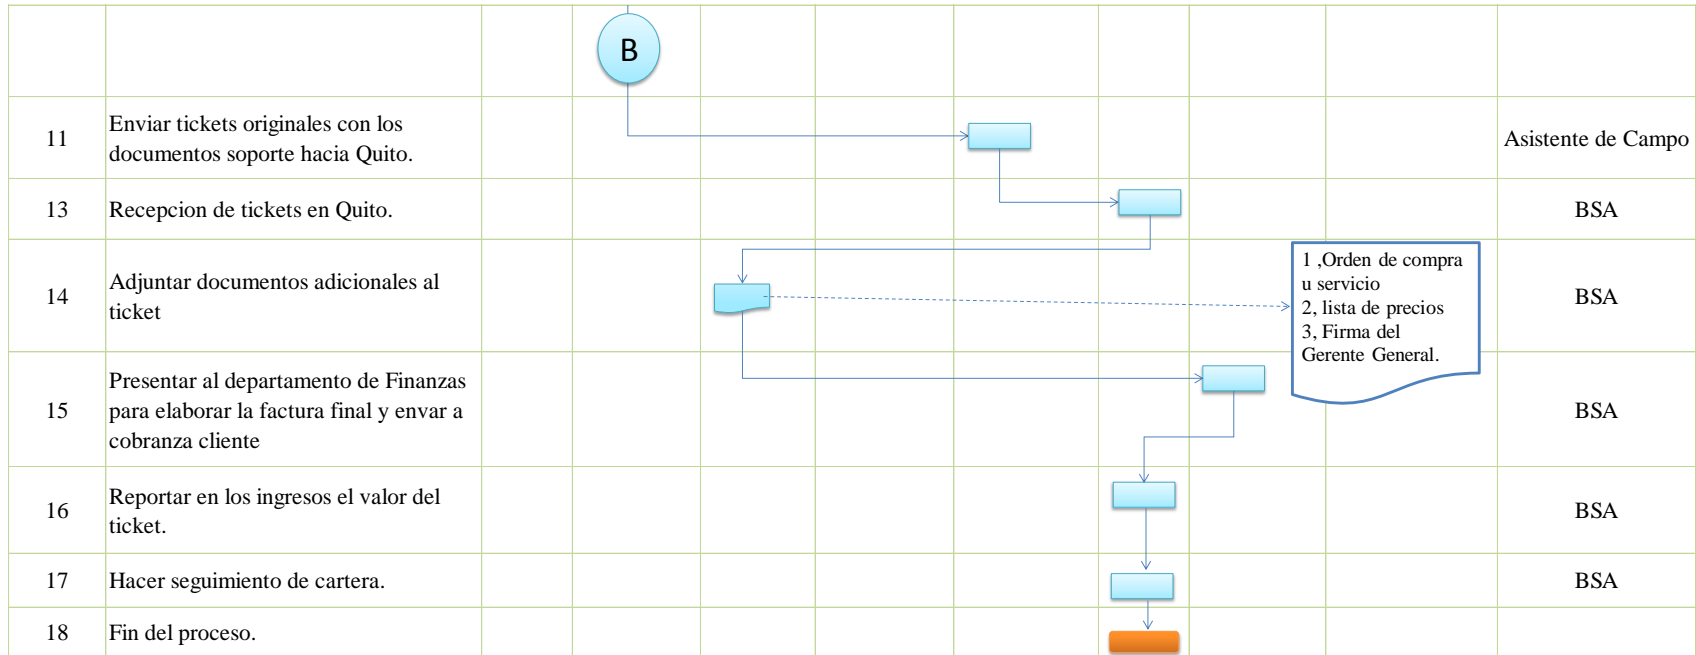 B
11
Enviar tickets originales con los
documentos soporte hacia Quito.
Asistente de Campo
13
Recepcion de tickets en Quito.
BSA
14
Adjuntar documentos adicionales al
ticket
1 ,Orden de compra
u servicio
2, lista de precios
3, Firma del
Gerente General.
BSA
15
Presentar al departamento de Finanzas
para elaborar la factura final y envar a
cobranza cliente
BSA
16
Reportar en los ingresos el valor del
ticket.
BSA
17
Hacer seguimiento de cartera.
BSA
18
Fin del proceso.